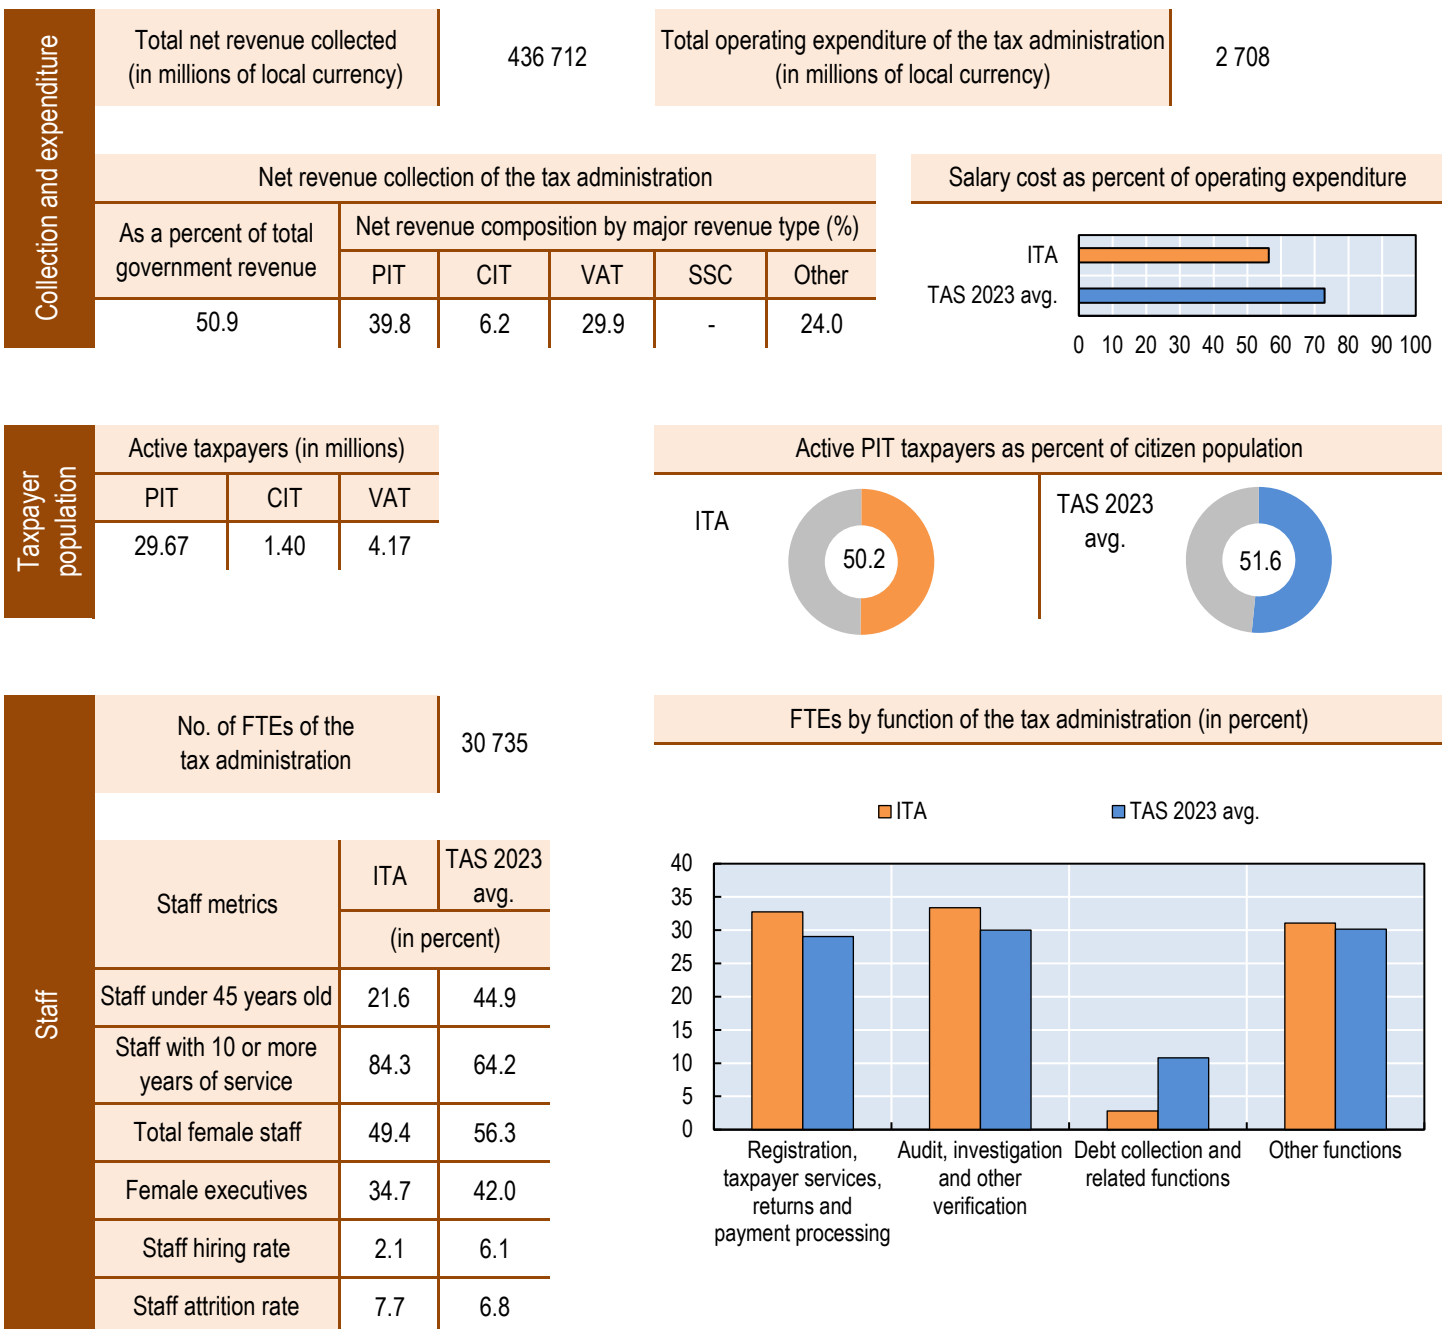 Collection and expenditure
Total net revenue collected
(in millions of local currency)
436 712
Total operating expenditure of the tax administration
(in millions of local currency)
2 708
Net revenue collection of the tax administration
As a percent of total
government revenue
Net revenue composition by major revenue type (%)
PIT CIT VAT SSC Other
50.9 39.8 6.2 29.9 - 24.0
Salary cost as percent of operating expenditure
ITA
TAS 2023 avg.
0 10 20 30 40 50 60 70 80 90 100
Taxpayer
population
Active taxpayers (in millions)
PIT CIT VAT
29.67 1.40 4.17
Active PIT taxpayers as percent of citizen population
ITA
50.2
TAS 2023
avg.
51.6
Staff
No. of FTEs of the
tax administration
30 735
Staff metrics
ITA
TAS 2023
avg.
(in percent)
Staff under 45 years old 21.6 44.9
Staff with 10 or more
years of service
84.3 64.2
Total female staff 49.4 56.3
Female executives 34.7 42.0
Staff hiring rate 2.1 6.1
Staff attrition rate 7.7 6.8
FTEs by function of the tax administration (in percent)
ITA TAS 2023 avg.
40
35
30
25
20
15
10
5
0
Registration,
taxpayer services,
returns and
payment processing
Audit, investigation
and other
verification
Debt collection and
related functions
Other functions